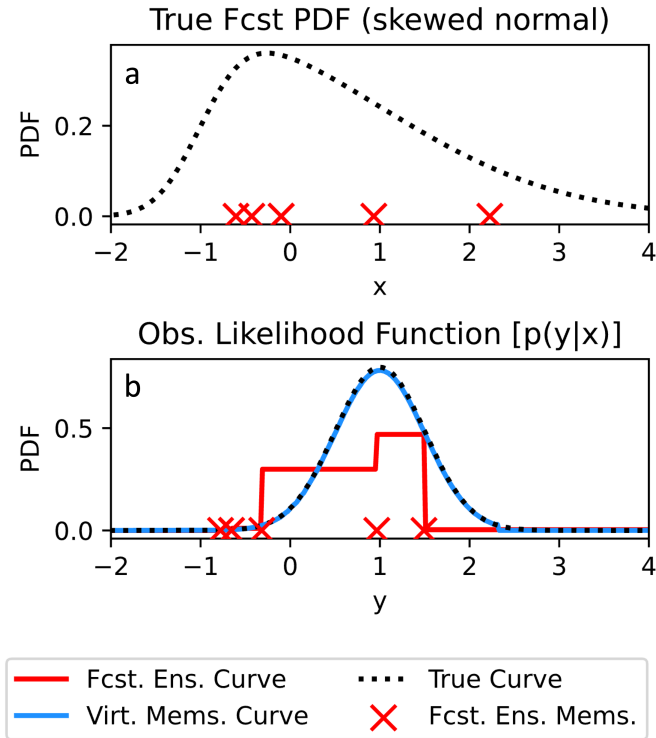 True Fcst PDF (skewed normal)
a
PDF
0.2
0.0
−2 −1 0 1 2 3 4
x
Obs. Likelihood Function [p(y|x)]
b
PDF
0.5
0.0
−2 −1 0 1 2 3 4
y
Fcst. Ens. Curve
True Curve
Virt. Mems. Curve
Fcst. Ens. Mems.